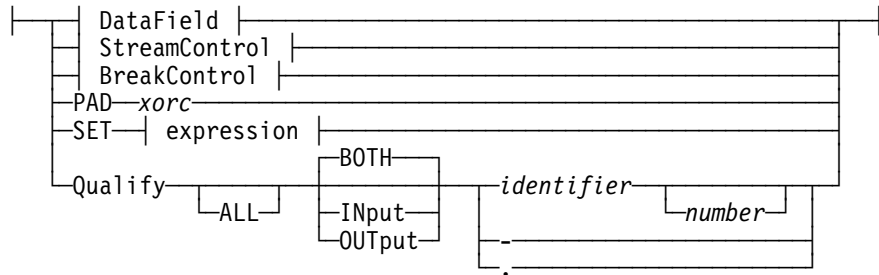 DataField
StreamControl
BreakControl
PAD xorc
SET expression
BOTH
Qualify identifier
ALL INput number
OUTput -
.